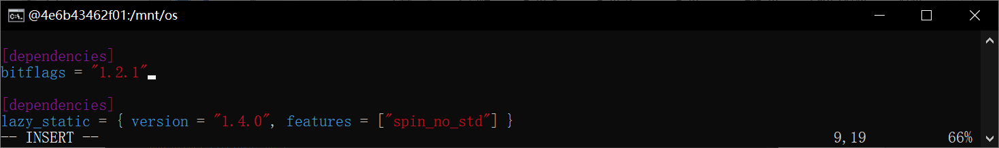 @4e6b43462f01:/mnt/os
[dependencies]
bitflags = "1.2.1"
[dependencies]
lazy_static = { version = "1.4.0", features = ["spin_no_std"] }
-- INSERT -- 9,19 66%